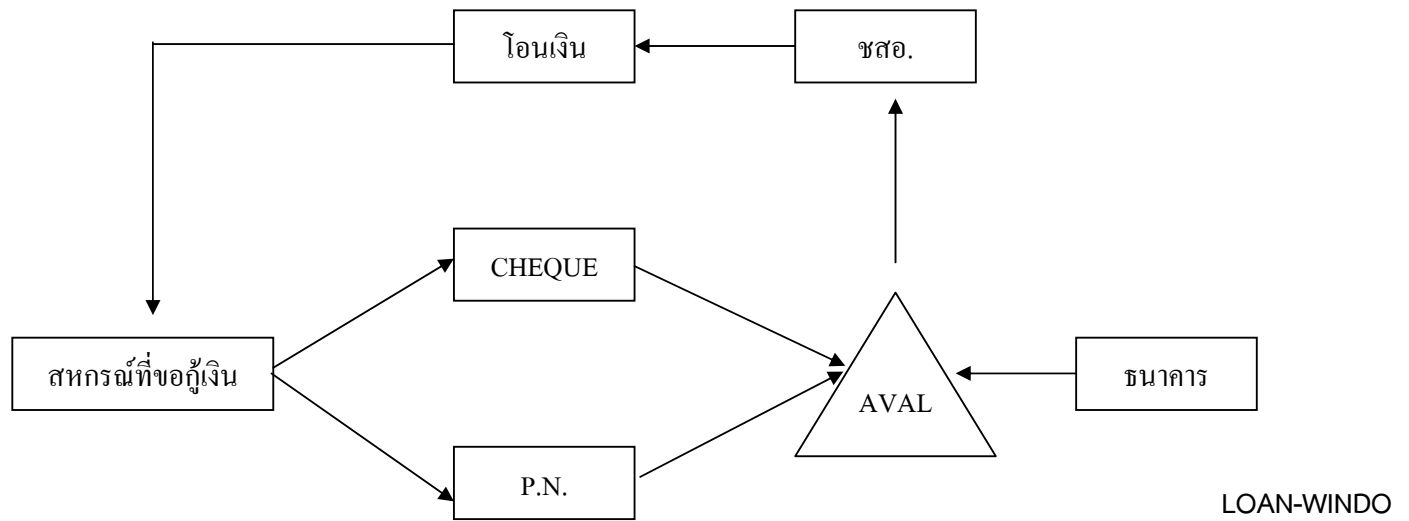 โอนเงิน
ชสอ.
CHEQUE
สหกรณ์ที่ขอกู้เงิน
ธนาคาร
AVAL
P.N.
LOAN-WINDO